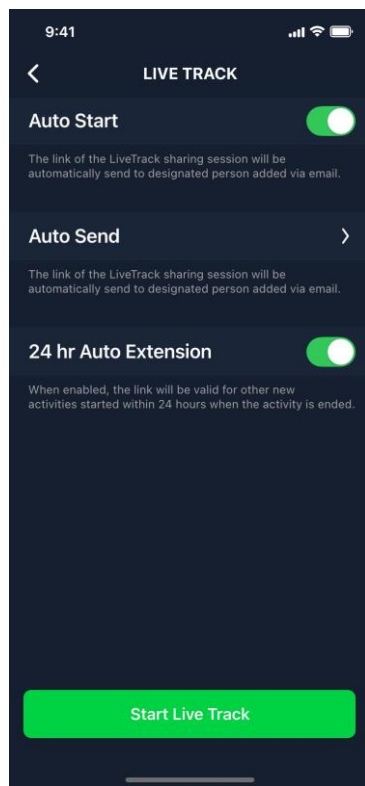 9:41
LIVE TRACK
Auto Start
The link of the LiveTrack sharing session will be
automatically send to designated person added via email.
Auto Send
The link of the LiveTrack sharing session will be
automatically send to designated person added via email.
24 hr Auto Extension
When enabled, the link will be valid for other new
activities started within 24 hours when the activity is ended.
Start Live Track